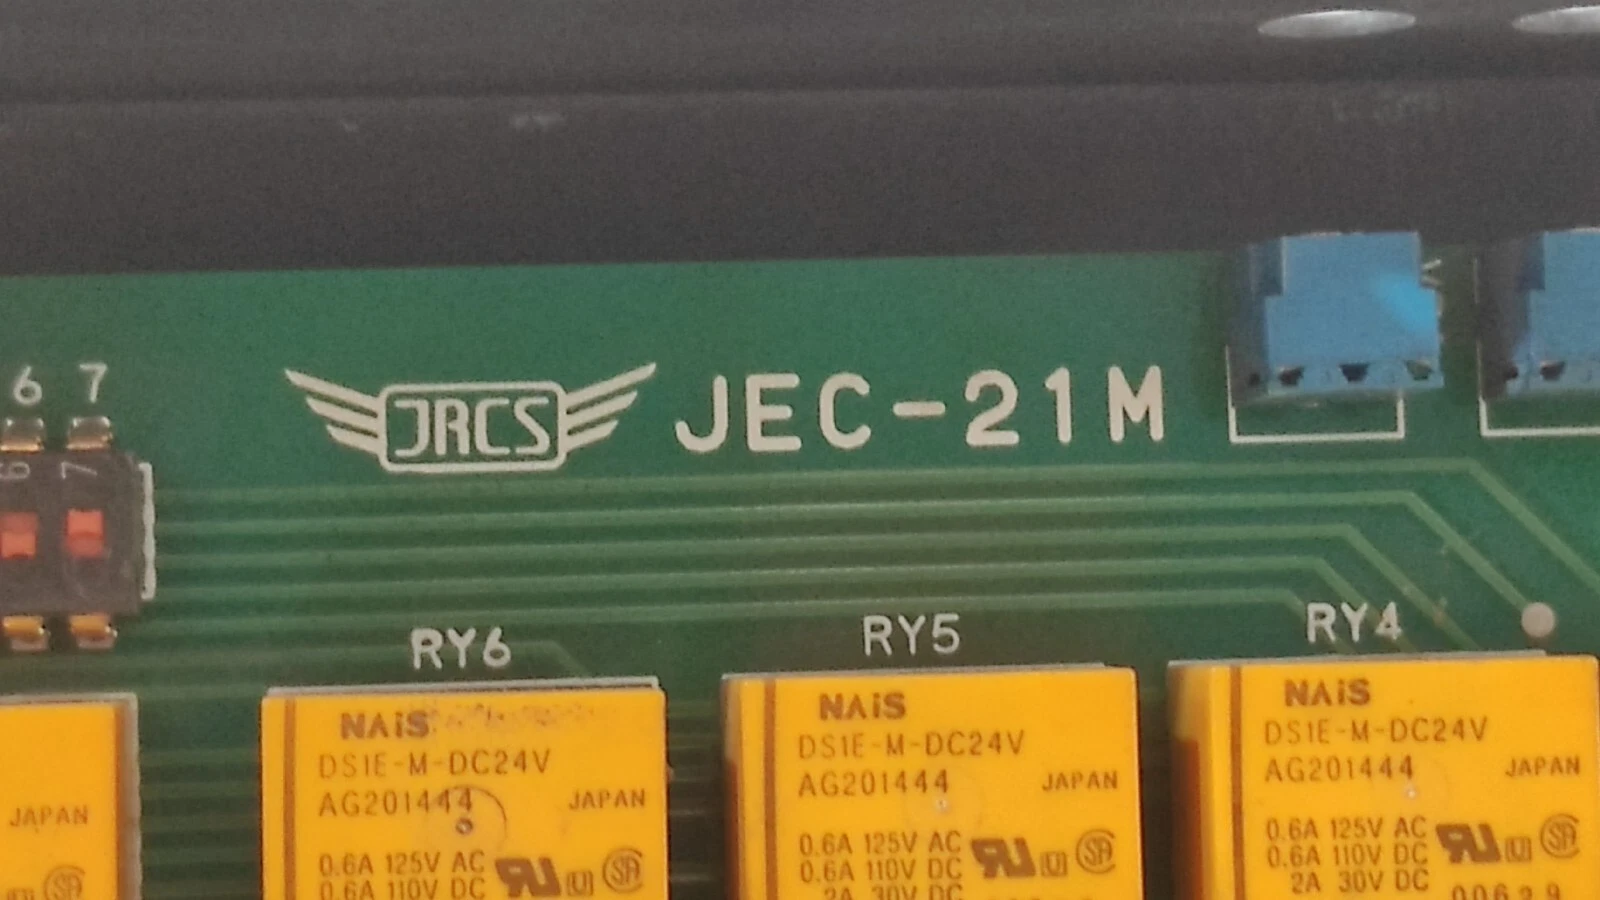 6 7
JRCS JEC-21M
6 7
RY6
RY5
RY4
NAiS
DS1E-M-DC24V
AG201444
JAPAN
0.6A 125V AC
0.6A 110V DC
NAiS
DS1E-M-DC24V
AG201444
JAPAN
0.6A 125V AC
0.6A 110V DC
2A 30V DC
NAiS
DS1E-M-DC24V
AG201444
JAPAN
0.6A 125V AC
0.6A 110V DC
2A 30V DC
JAPAN